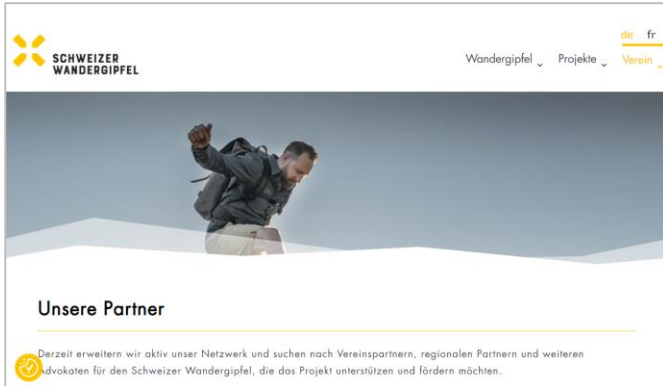 de fr
SCHWEIZER
WANDERGIPFEL
Wandergipfel Projekte Verein
Unsere Partner
Derzeit erweitern wir aktiv unser Netzwerk und suchen nach Vereinspartnern, regionalen Partnern und weiteren
Advokaten für den Schweizer Wandergipfel, die das Projekt unterstützen und fördern möchten.